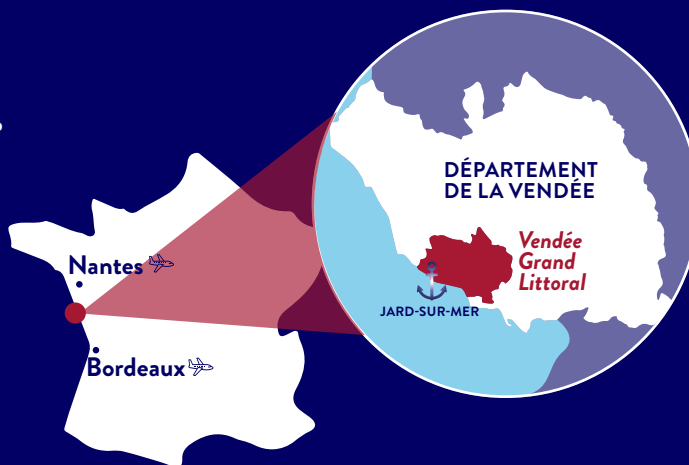 DÉPARTEMENT
DE LA VENDÉE
Vendée
Grand
Littoral
JARD-SUR-MER
Nantes
Bordeaux